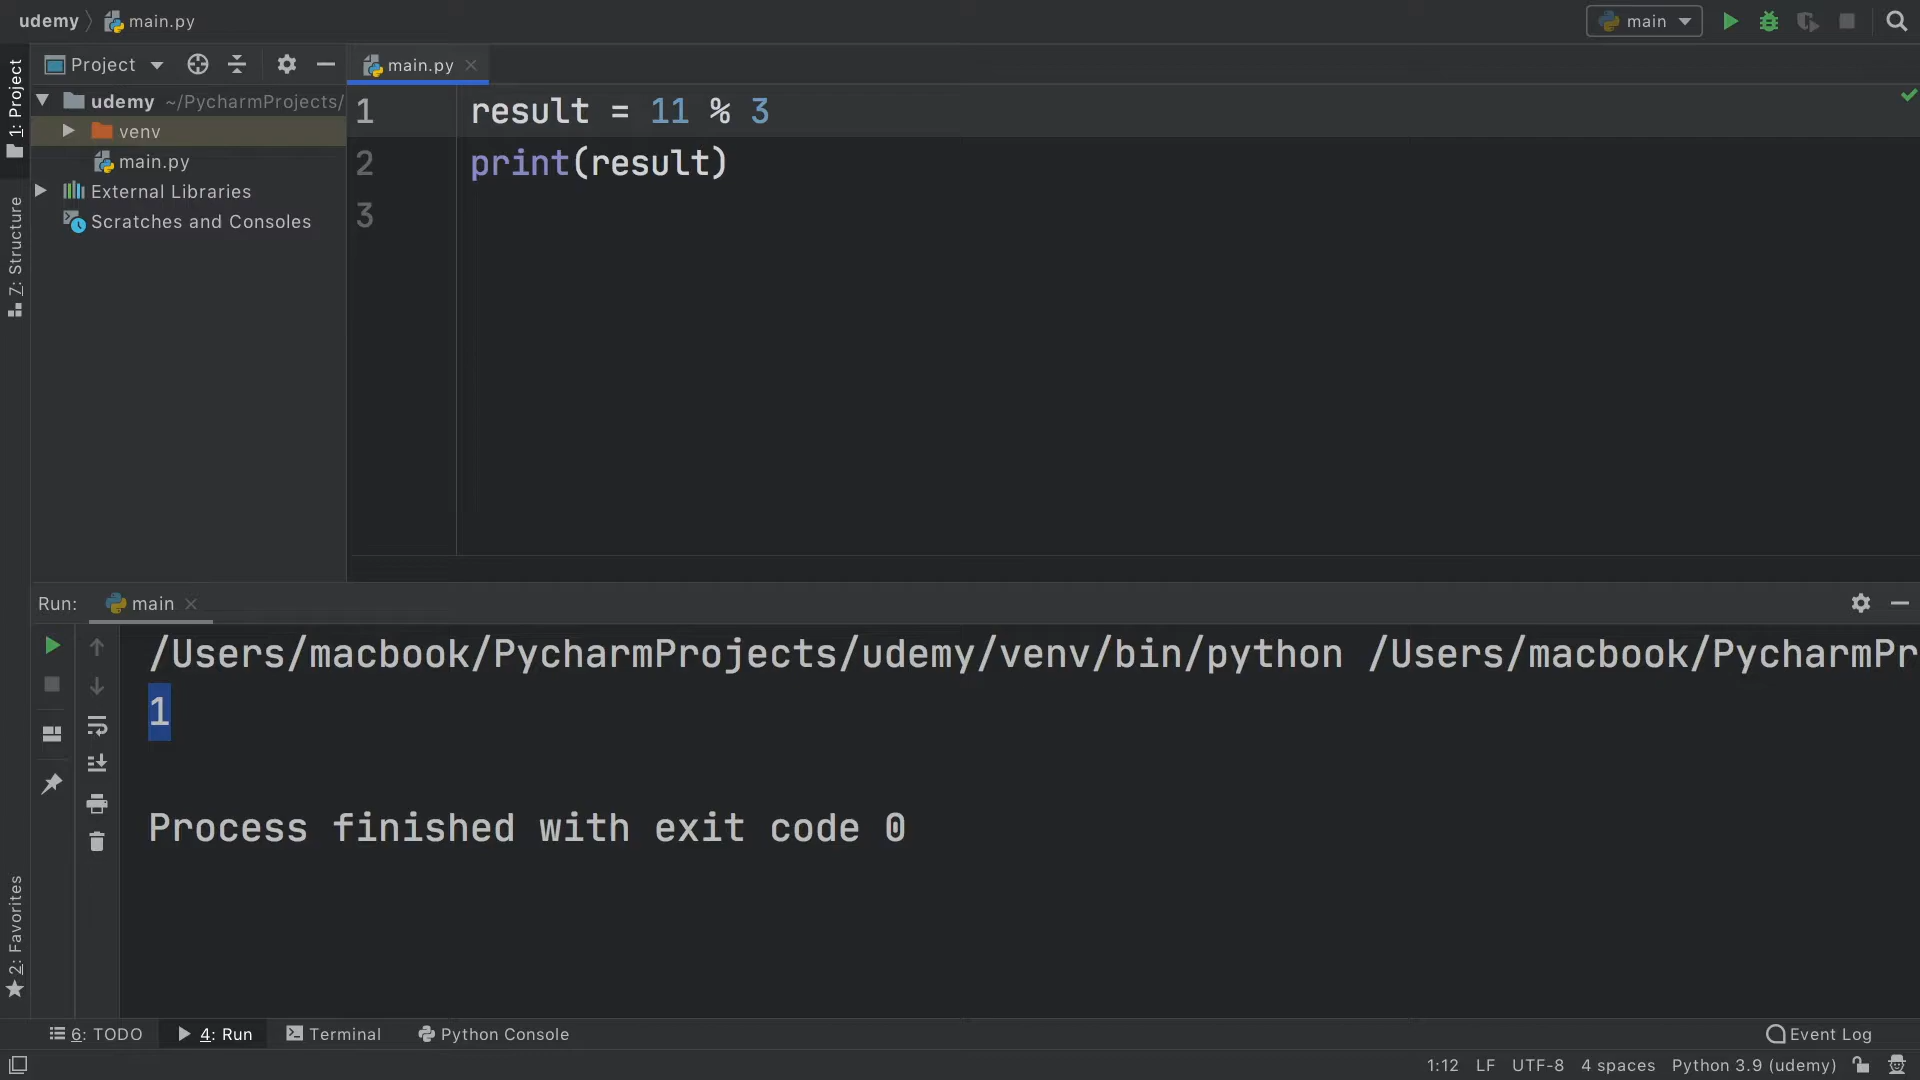 udemy
main.py
main
Project
main.py
1: Project
udemy ~/PycharmProjects/
venv
main.py
External Libraries
Scratches and Consoles
Z: Structure
1 result = 11 % 3
2 print(result)
3
Run: main
/Users/macbook/PycharmProjects/udemy/venv/bin/python /Users/macbook/PycharmPr
1
Process finished with exit code 0
2: Favorites
6: TODO
4: Run
Terminal
Python Console
Event Log
1:12 LF UTF-8 4 spaces Python 3.9 (udemy)